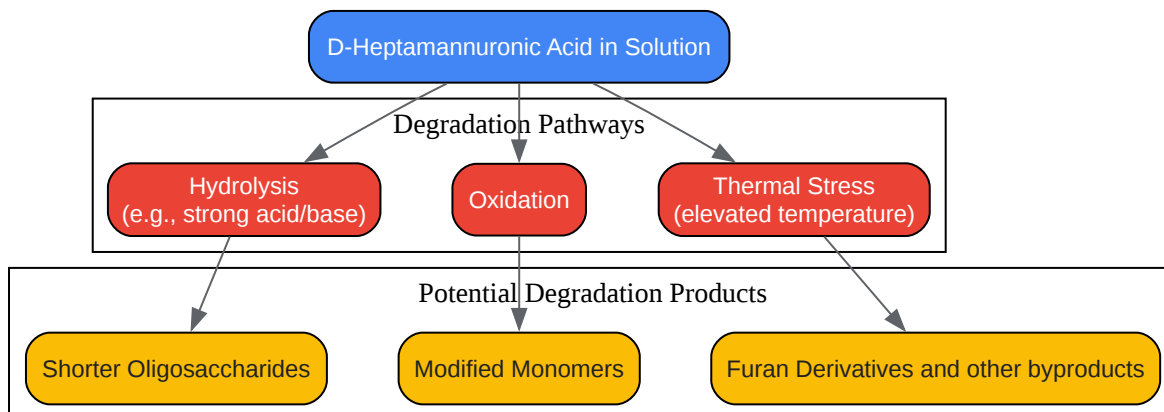 D-Heptamannuronic Acid in Solution
Degradation Pathways
Hydrolysis
(e.g., strong acid/base)
Oxidation
Thermal Stress
(elevated temperature)
Potential Degradation Products
Shorter Oligosaccharides
Modified Monomers
Furan Derivatives and other byproducts